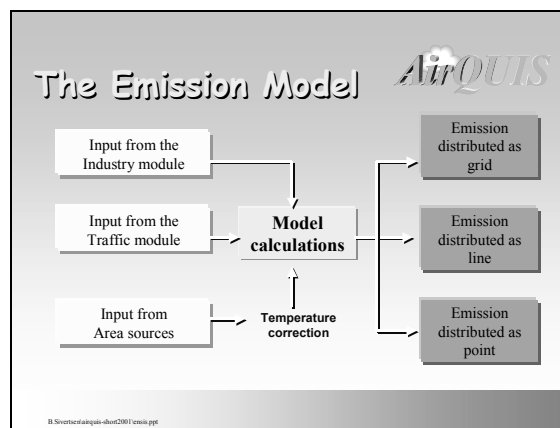 The Emission Model
AirQUIS
Input from the
Industry module
Input from the
Traffic module
Input from
Area sources
Model
calculations
Temperature
correction
Emission
distributed as
grid
Emission
distributed as
line
Emission
distributed as
point
B.Sivertsen\airquis-short2001\ensis.ppt